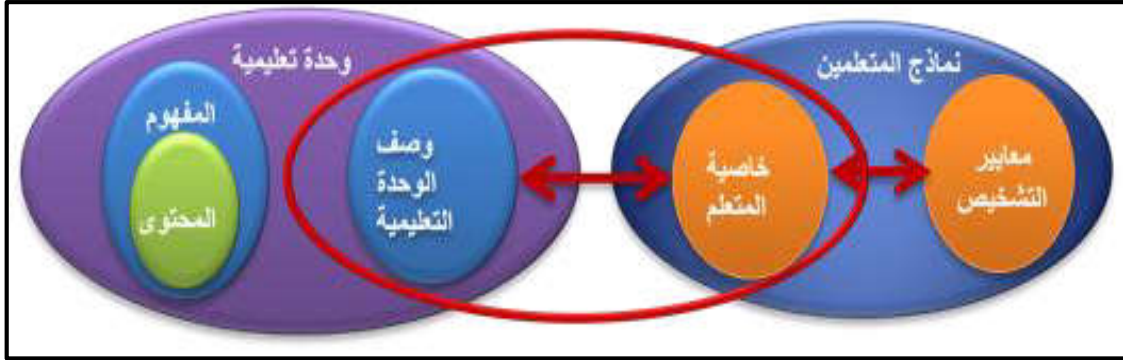 نماذج المتعلمين
معايير
التشخيص
خاصية
المتعلم
وحدة تعليمية
وصف
الوحدة
التعليمية
المفهوم
المحتوى